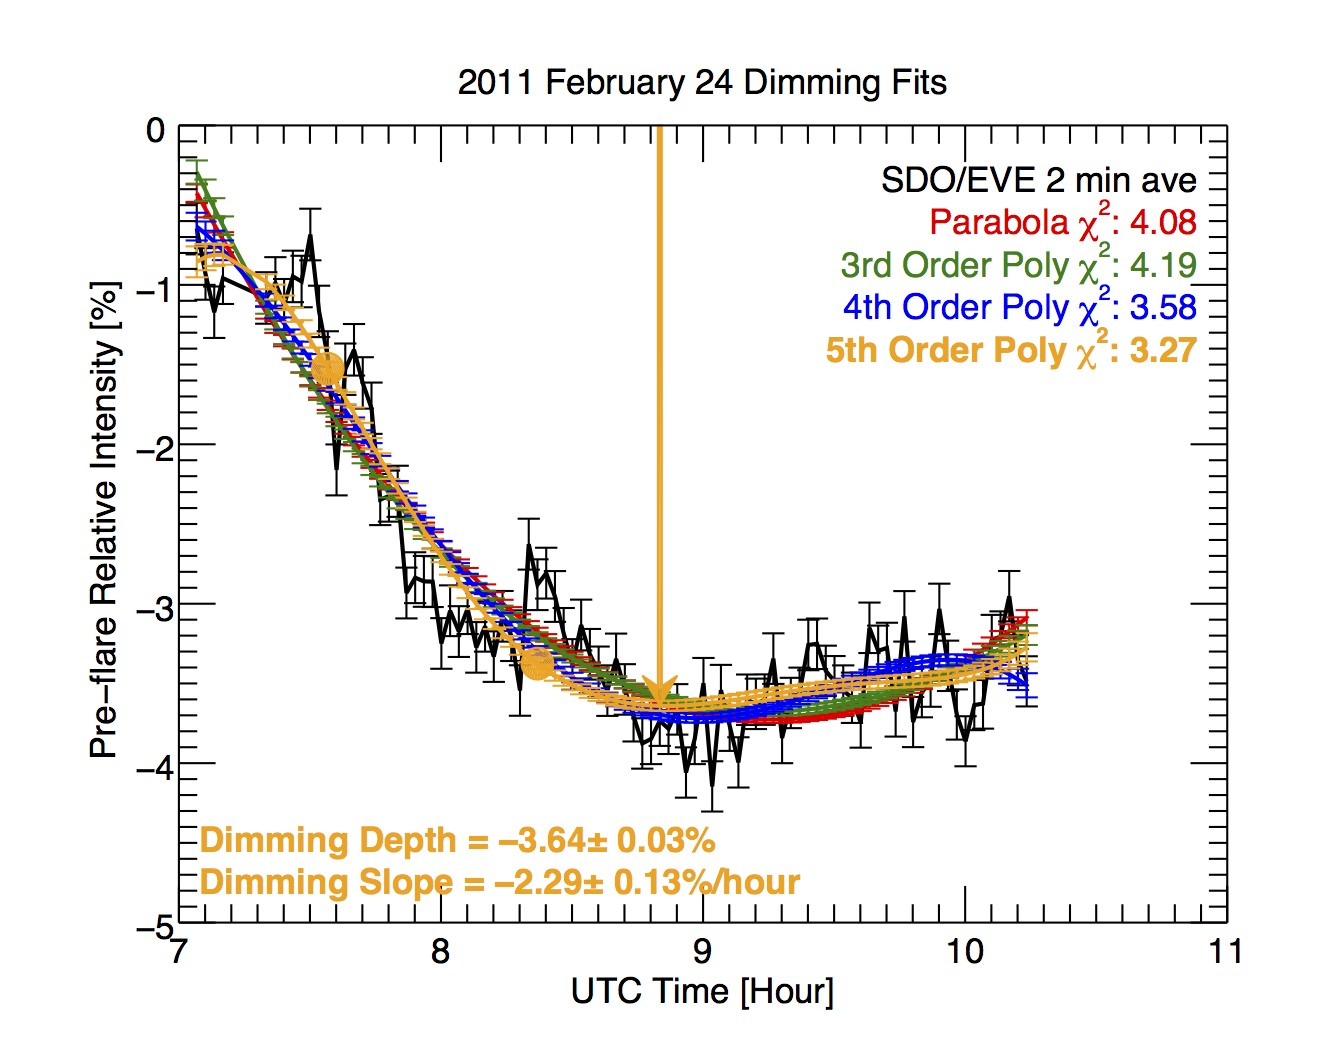 2011 February 24 Dimming Fits
0
−1
−2
−3
−4
−5
Pre−flare Relative Intensity [%]
SDO/EVE 2 min ave
Parabola χ²: 4.08
3rd Order Poly χ²: 4.19
4th Order Poly χ²: 3.58
5th Order Poly χ²: 3.27
Dimming Depth = −3.64± 0.03%
Dimming Slope = −2.29± 0.13%/hour
7 8 9 10 11
UTC Time [Hour]